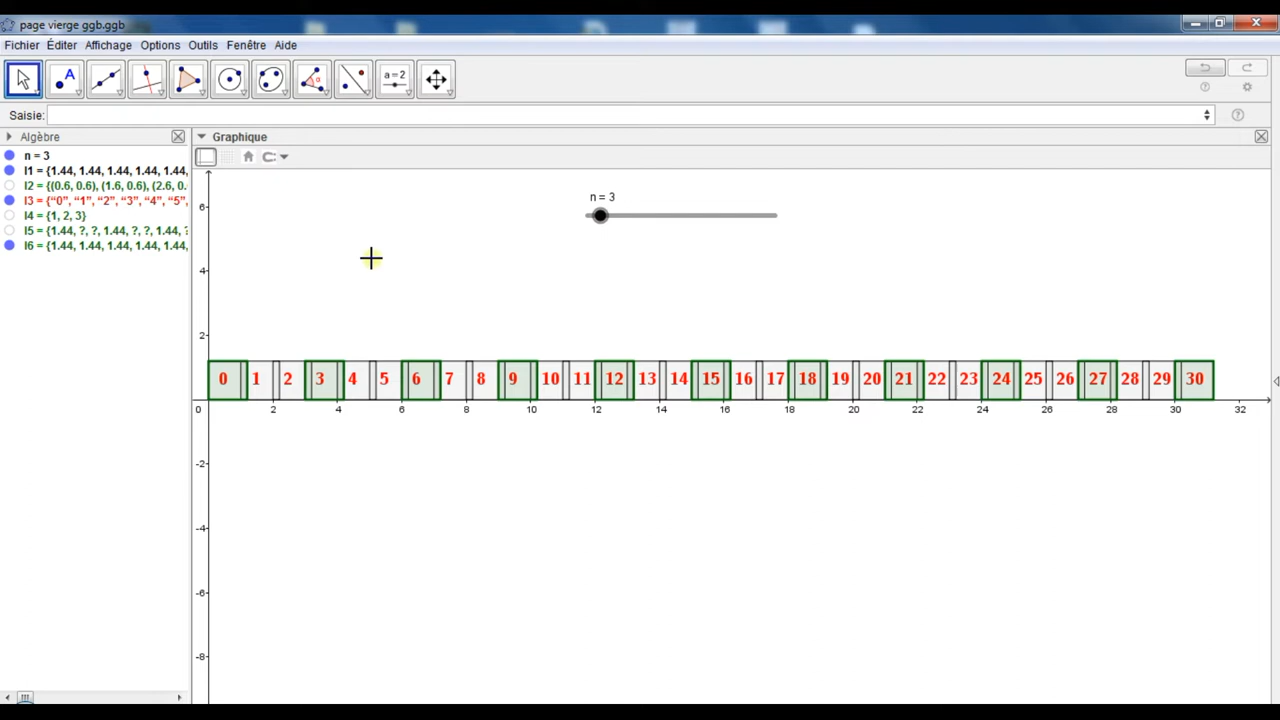 page vierge ggb.ggb
Fichier Éditer Affichage Options Outils Fenêtre Aide
A
α
a = 2
Saisie:
Algèbre
Graphique
n = 3
l1 = {1.44, 1.44, 1.44, 1.44, 1.44,
l2 = {(0.6, 0.6), (1.6, 0.6), (2.6, 0.
l3 = {“0”, “1”, “2”, “3”, “4”, “5”,
l4 = {1, 2, 3}
l5 = {1.44, ?, ?, 1.44, ?, ?, 1.44, ?
l6 = {1.44, 1.44, 1.44, 1.44, 1.44,
n = 3
6
4
2
0 1 2 3 4 5 6 7 8 9 10 11 12 13 14 15 16 17 18 19 20 21 22 23 24 25 26 27 28 29 30
0 2 4 6 8 10 12 14 16 18 20 22 24 26 28 30 32
-2
-4
-6
-8